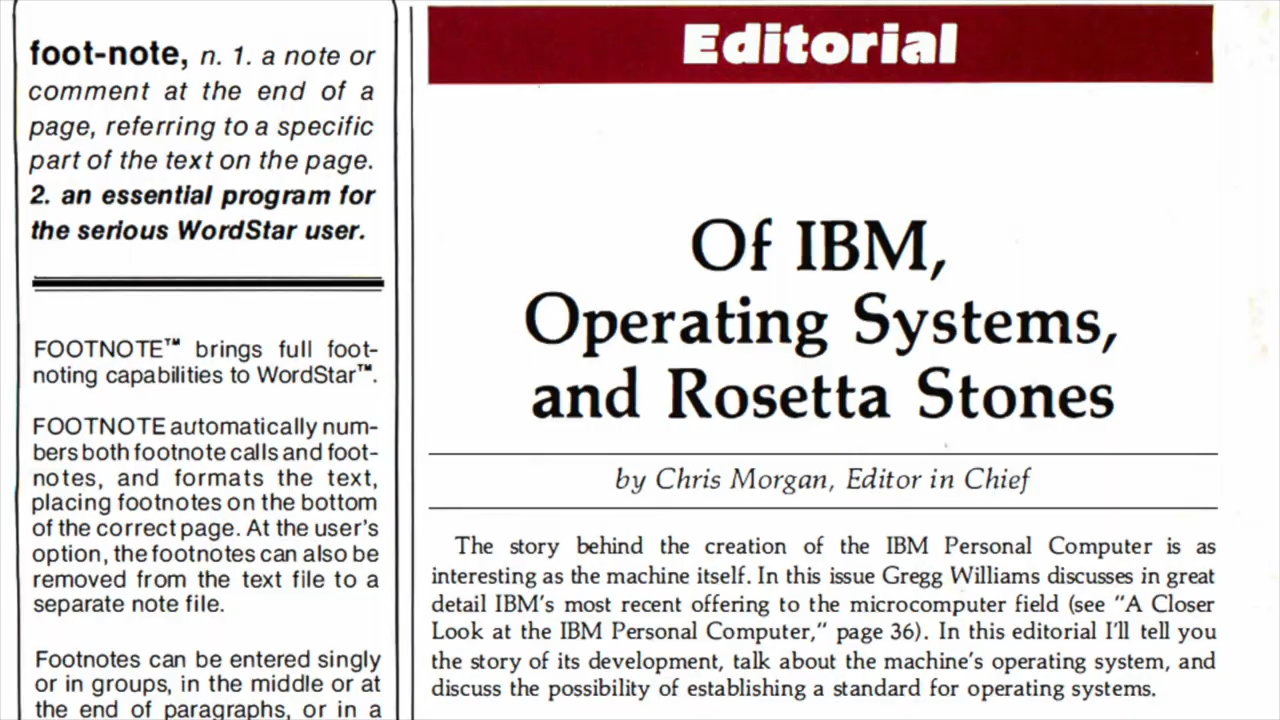 foot-note, n. 1. a note or
comment at the end of a
page, referring to a specific
part of the text on the page.
2. an essential program for
the serious WordStar user.
FOOTNOTE™ brings full foot-
noting capabilities to WordStar™.
FOOTNOTE automatically num-
bers both footnote calls and foot-
notes, and formats the text,
placing footnotes on the bottom
of the correct page. At the user's
option, the footnotes can also be
removed from the text file to a
separate note file.
Footnotes can be entered singly
or in groups, in the middle or at
the end of paragraphs, or in a
Editorial
Of IBM,
Operating Systems,
and Rosetta Stones
by Chris Morgan, Editor in Chief
The story behind the creation of the IBM Personal Computer is as
interesting as the machine itself. In this issue Gregg Williams discusses in great
detail IBM's most recent offering to the microcomputer field (see "A Closer
Look at the IBM Personal Computer," page 36). In this editorial I'll tell you
the story of its development, talk about the machine's operating system, and
discuss the possibility of establishing a standard for operating systems.